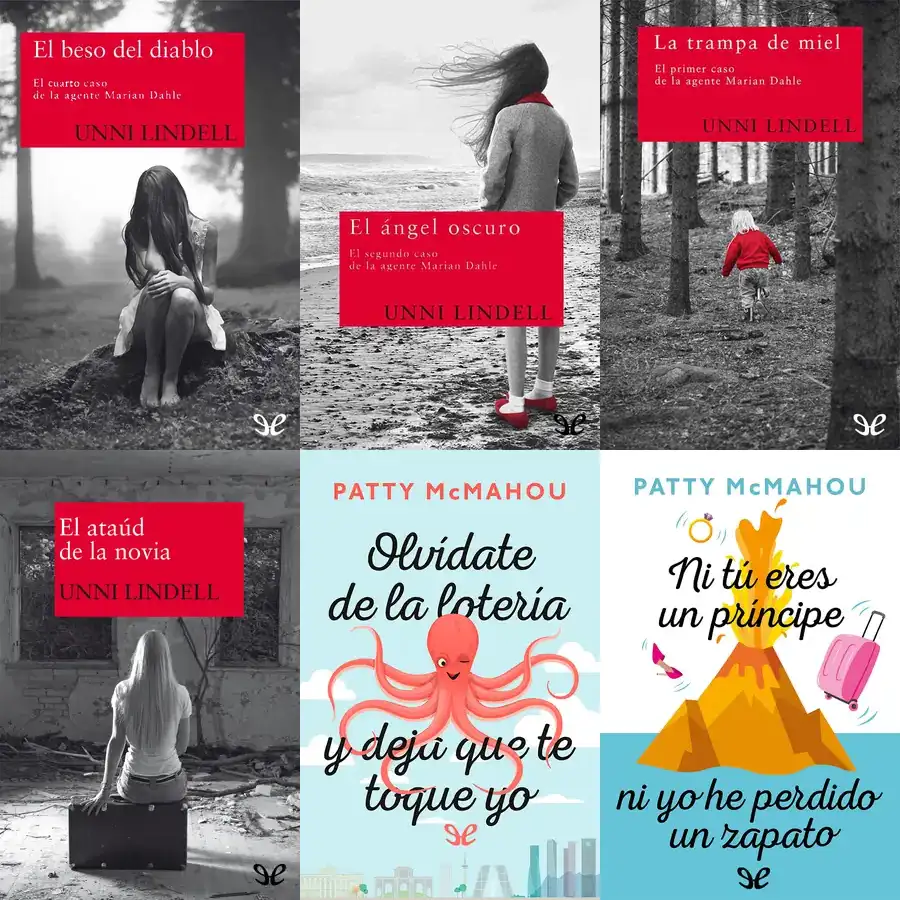 El beso del diablo
El cuarto caso
de la agente Marian Dahle
UNNI LINDELL
El ángel oscuro
El segundo caso
de la agente Marian Dahle
UNNI LINDELL
La trampa de miel
El primer caso
de la agente Marian Dahle
UNNI LINDELL
El ataúd
de la novia
UNNI LINDELL
PATTY McMAHOU
Olvídate
de la lotería
y deja que te
toque yo
PATTY McMAHOU
Ni tú eres
un príncipe
ni yo he perdido
un zapato